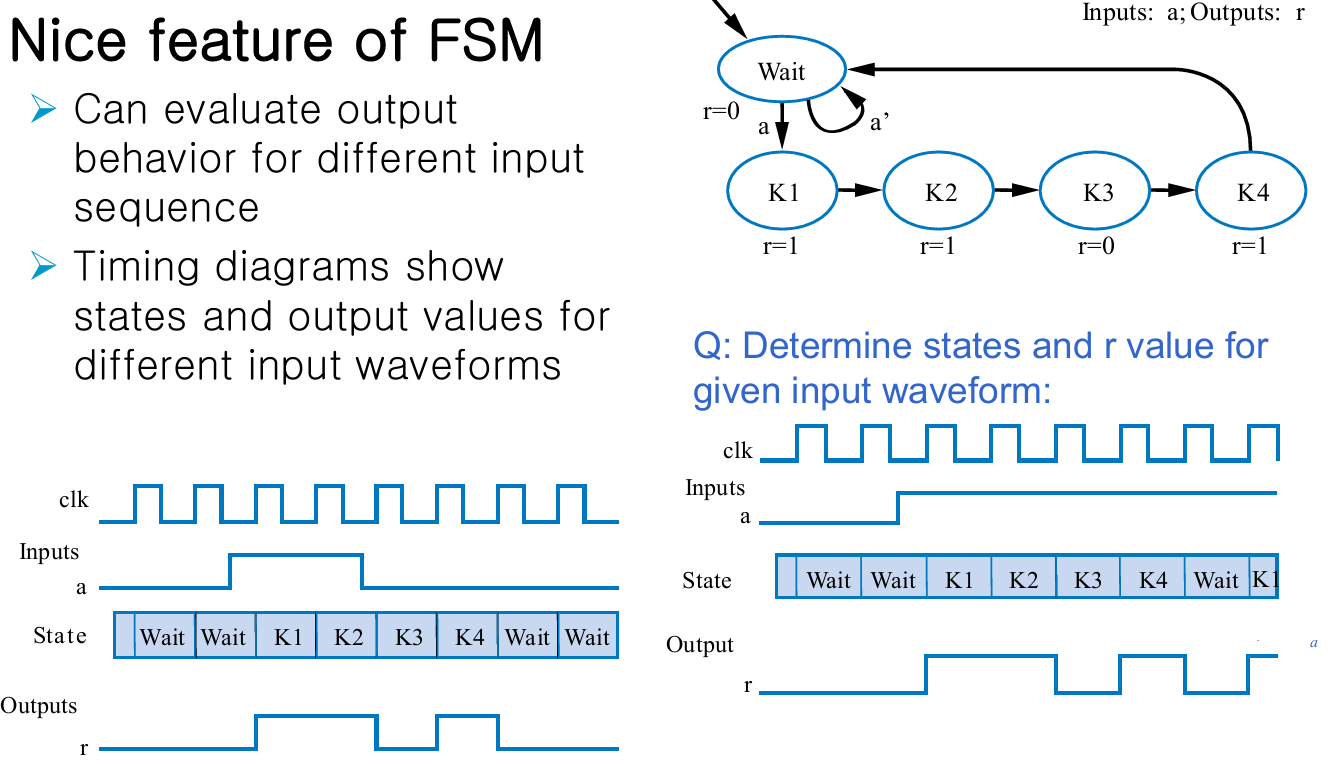 Nice feature of FSM
Can evaluate output
behavior for different input
sequence
Timing diagrams show
states and output values for
different input waveforms
Inputs: a; Outputs: r
Wait
r=0
a
a’
K1
K2
K3
K4
r=1
r=1
r=0
r=1
Q: Determine states and r value for
given input waveform:
clk
Inputs
a
State
Wait Wait K1 K2 K3 K4 Wait K1
Output
r
a
clk
Inputs
a
State
Wait Wait K1 K2 K3 K4 Wait Wait
Outputs
r